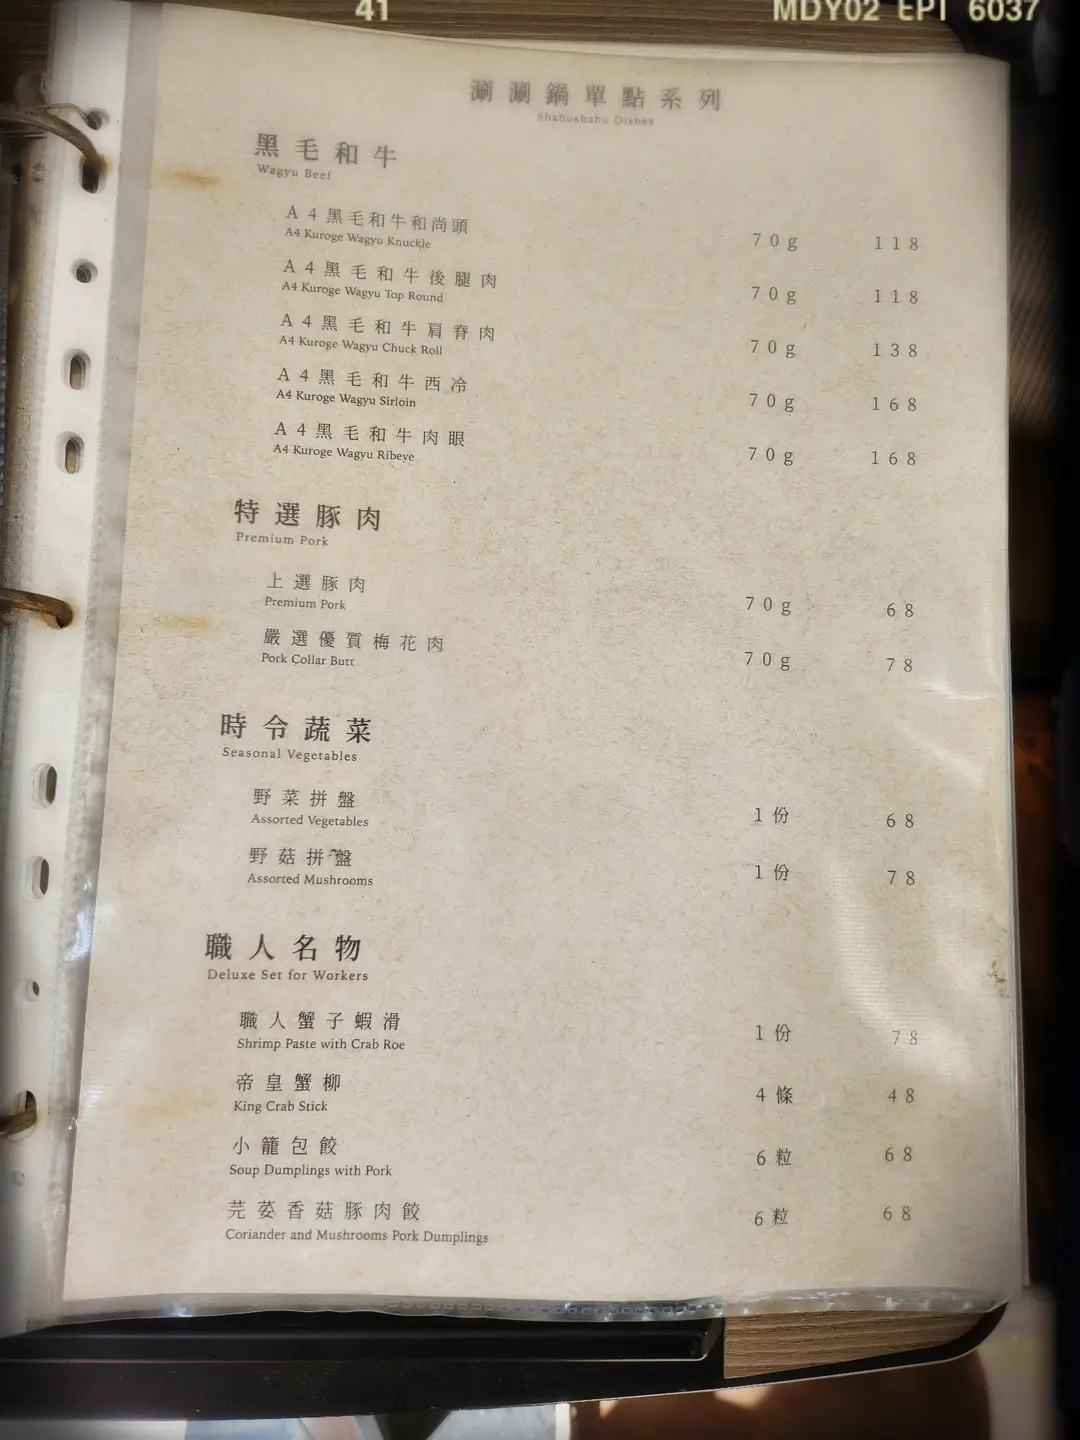 41
MDY02 EPI 6037
涮涮鍋單點系列
Shabushabu Dishes
黑毛和牛
Wagyu Beef
A4黑毛和牛和尚頭 70g 118
A4 Kuroge Wagyu Knuckle
A4黑毛和牛後腿肉 70g 118
A4 Kuroge Wagyu Top Round
A4黑毛和牛肩脊肉 70g 138
A4 Kuroge Wagyu Chuck Roll
A4黑毛和牛西冷 70g 168
A4 Kuroge Wagyu Sirloin
A4黑毛和牛肉眼 70g 168
A4 Kuroge Wagyu Ribeye
特選豚肉
Premium Pork
上選豚肉 70g 68
Premium Pork
嚴選優質梅花肉 70g 78
Pork Collar Butt
時令蔬菜
Seasonal Vegetables
野菜拼盤 1份 68
Assorted Vegetables
野菇拼盤 1份 78
Assorted Mushrooms
職人名物
Deluxe Set for Workers
職人蟹子蝦滑 1份 78
Shrimp Paste with Crab Roe
帝皇蟹柳 4條 48
King Crab Stick
小籠包餃 6粒 68
Soup Dumplings with Pork
芫荽香菇豚肉餃 6粒 68
Coriander and Mushrooms Pork Dumplings